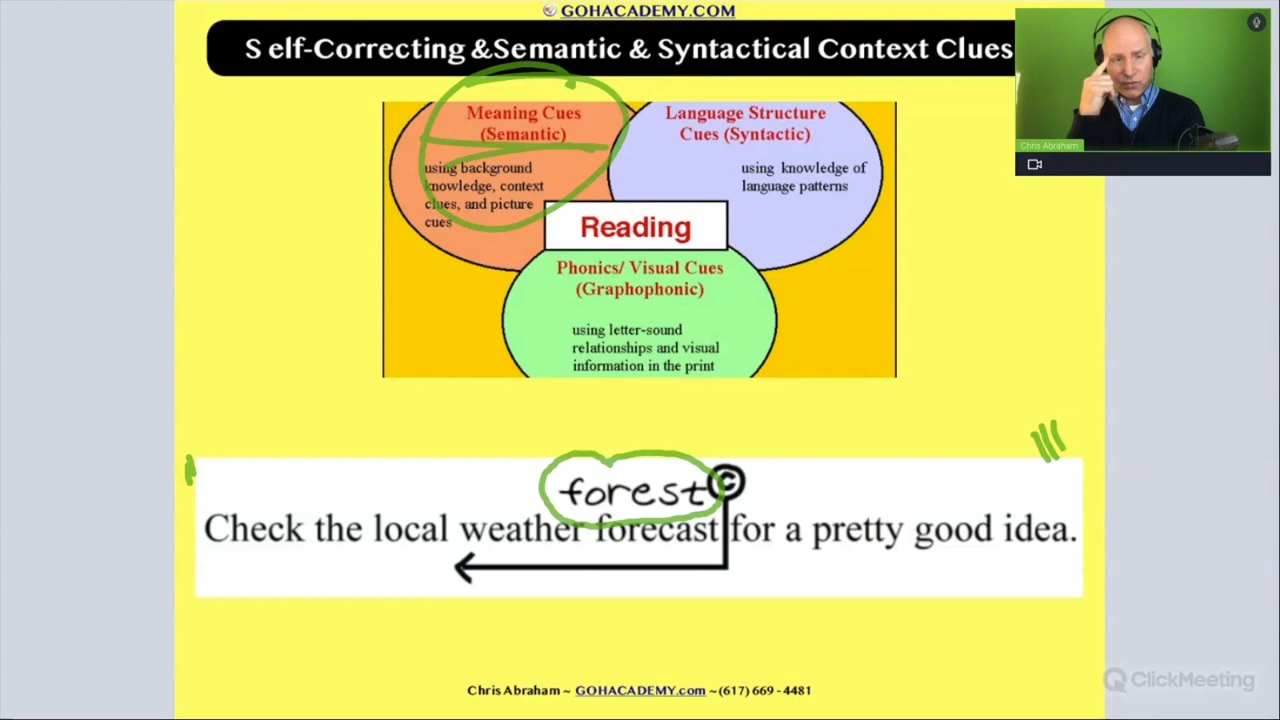 GOHACADEMY.COM
S elf-Correcting &Semantic & Syntactical Context Clues
Chris Abraham
Meaning Cues
(Semantic)
using background
knowledge, context
clues, and picture
cues
Language Structure
Cues (Syntactic)
using knowledge of
language patterns
Reading
Phonics/ Visual Cues
(Graphophonic)
using letter-sound
relationships and visual
information in the print
forest ©
Check the local weather forecast for a pretty good idea.
Chris Abraham ~ GOHACADEMY.com ~(617) 669 - 4481
ClickMeeting